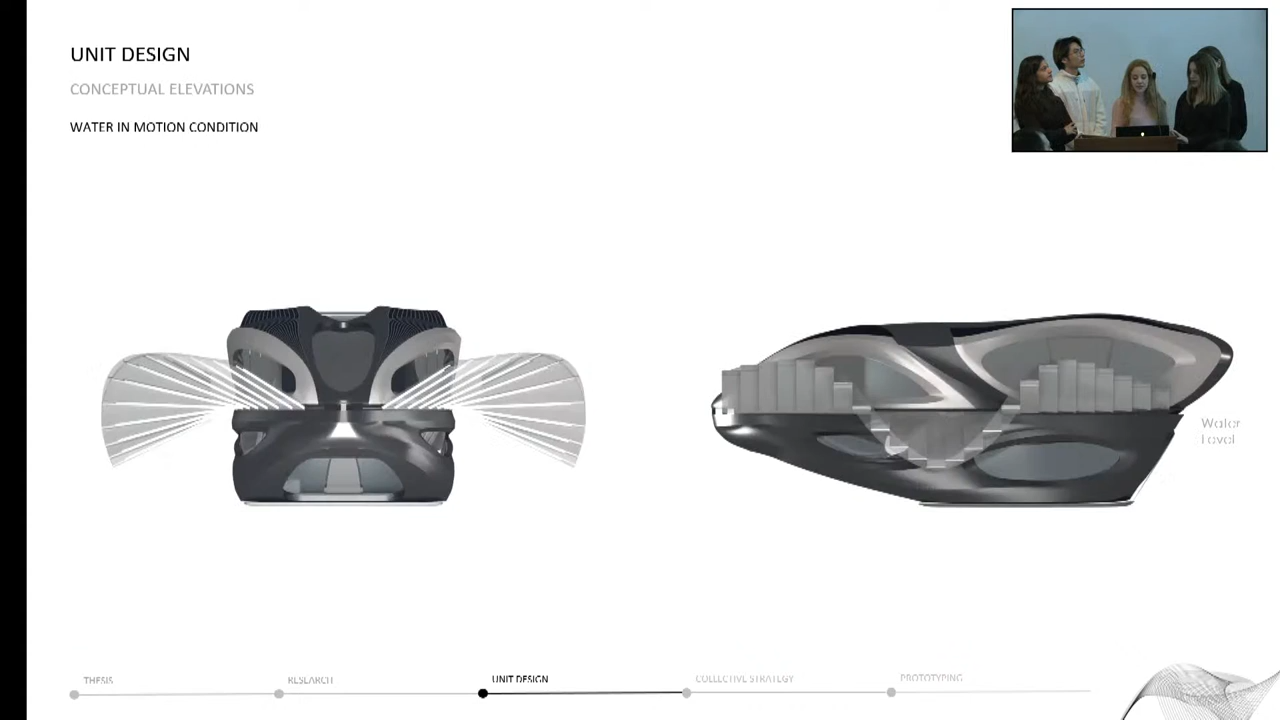 UNIT DESIGN
CONCEPTUAL ELEVATIONS
WATER IN MOTION CONDITION
Water
Level
THESIS
RESEARCH
UNIT DESIGN
COLLECTIVE STRATEGY
PROTOTYPING